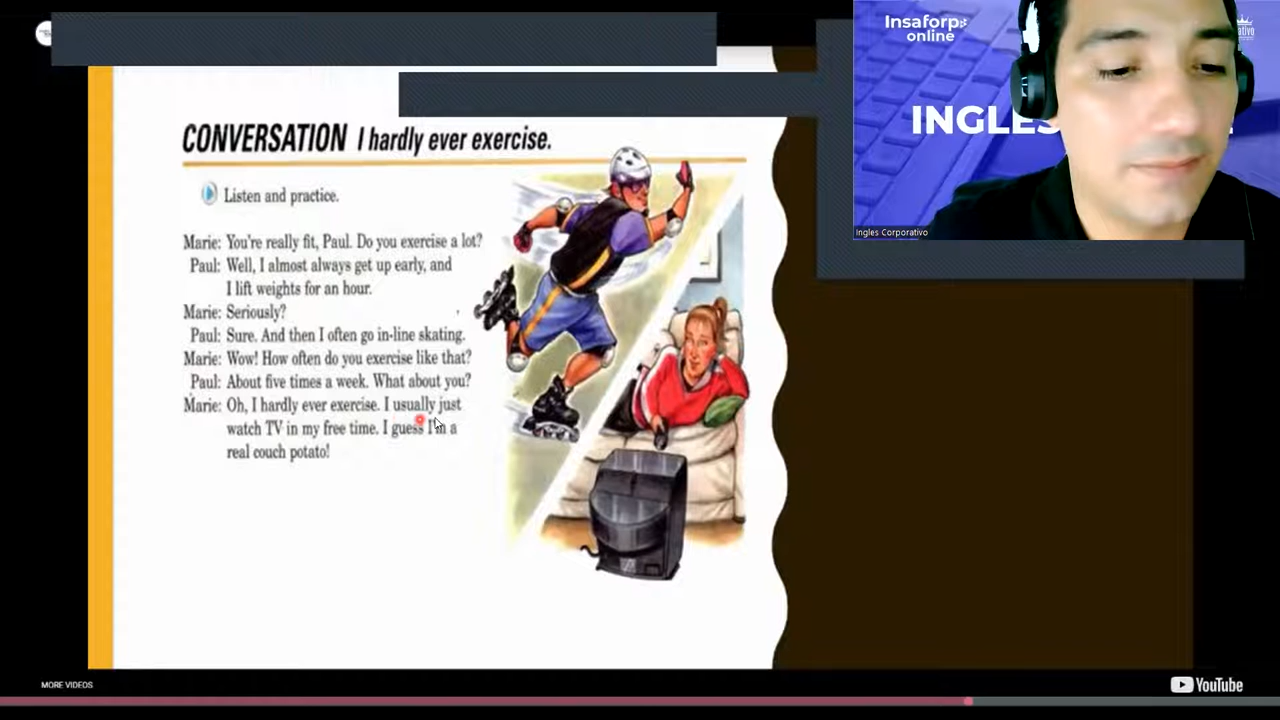 Insaforp
online
INGLES
Ingles Corporativo
CONVERSATION I hardly ever exercise.
Listen and practice.
Marie: You're really fit, Paul. Do you exercise a lot?
Paul: Well, I almost always get up early, and
I lift weights for an hour.
Marie: Seriously?
Paul: Sure. And then I often go in-line skating.
Marie: Wow! How often do you exercise like that?
Paul: About five times a week. What about you?
Marie: Oh, I hardly ever exercise. I usually just
watch TV in my free time. I guess I'm a
real couch potato!
MORE VIDEOS
YouTube